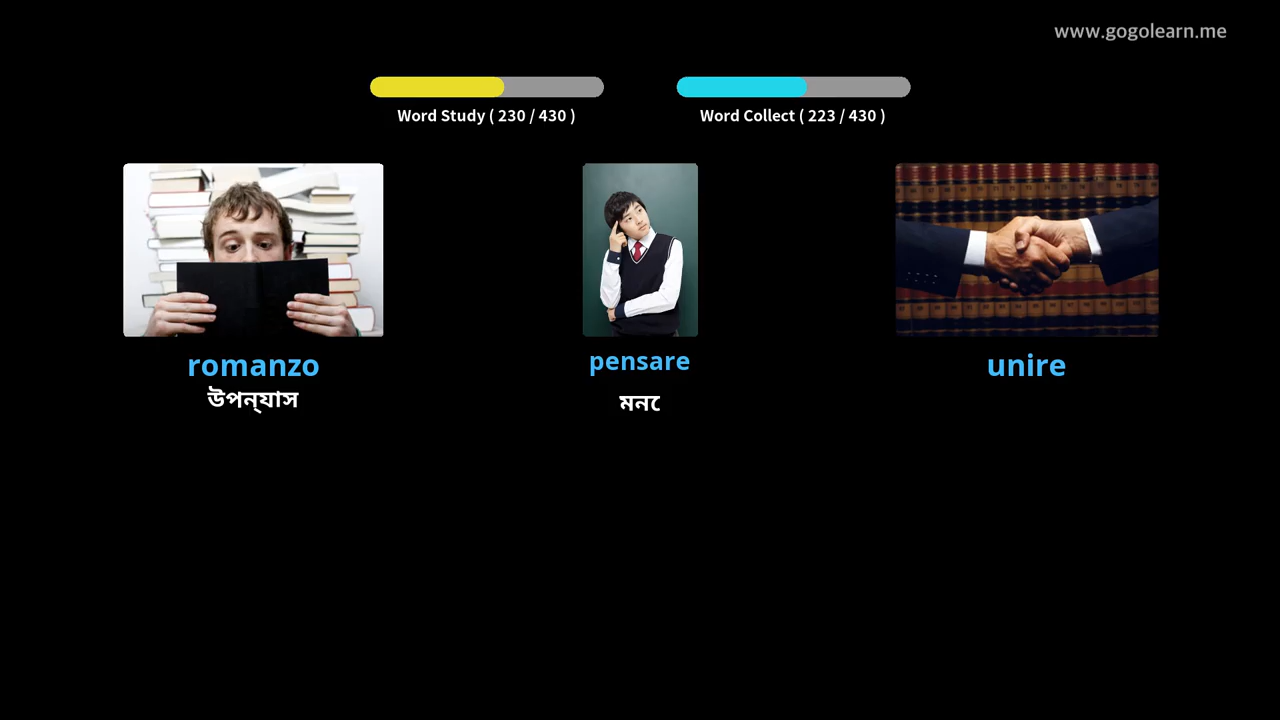 www.gogolearn.me
Word Study ( 230 / 430 )
Word Collect ( 223 / 430 )
romanzo
pensare
unire
উপন্যাস
মনে